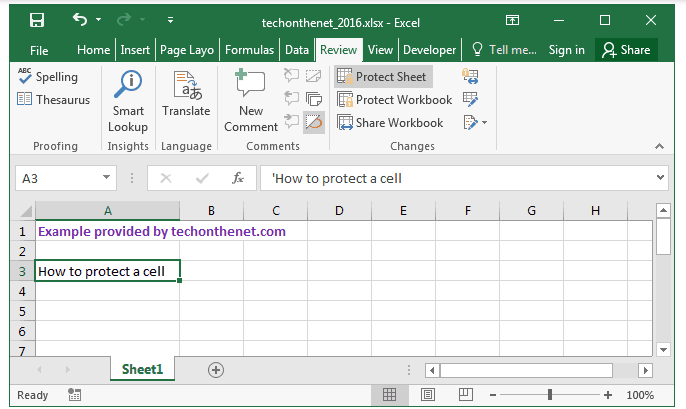 techonthenet_2016.xlsx - Excel
File Home Insert Page Layo Formulas Data Review View Developer Tell me... Sign in Share
ABC Spelling
Thesaurus
Smart Lookup
Translate
New Comment
Protect Sheet
Protect Workbook
Share Workbook
Proofing Insights Language Comments Changes
A3 fx 'How to protect a cell
A B C D E F G H
1 Example provided by techonthenet.com
2
3 How to protect a cell
4
5
6
7
Sheet1
Ready 100%